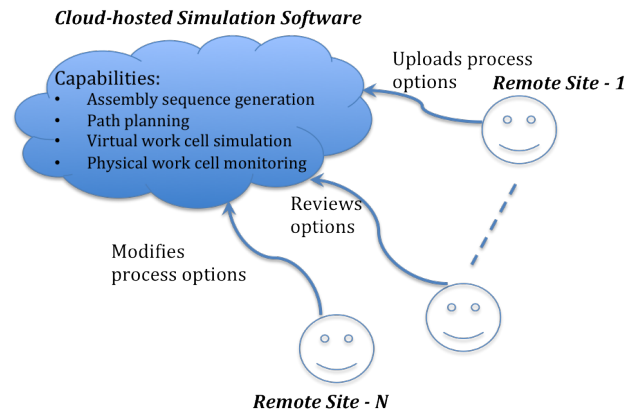 Cloud-hosted Simulation Software
Capabilities:
• Assembly sequence generation
• Path planning
• Virtual work cell simulation
• Physical work cell monitoring
Uploads process
options
Remote Site - 1
Reviews
options
Modifies
process options
Remote Site - N